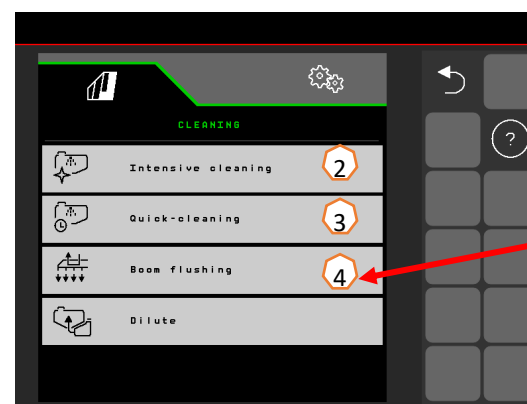 CLEANING
Intensive cleaning 2
?
Quick-cleaning 3
Boom flushing 4
Dilute